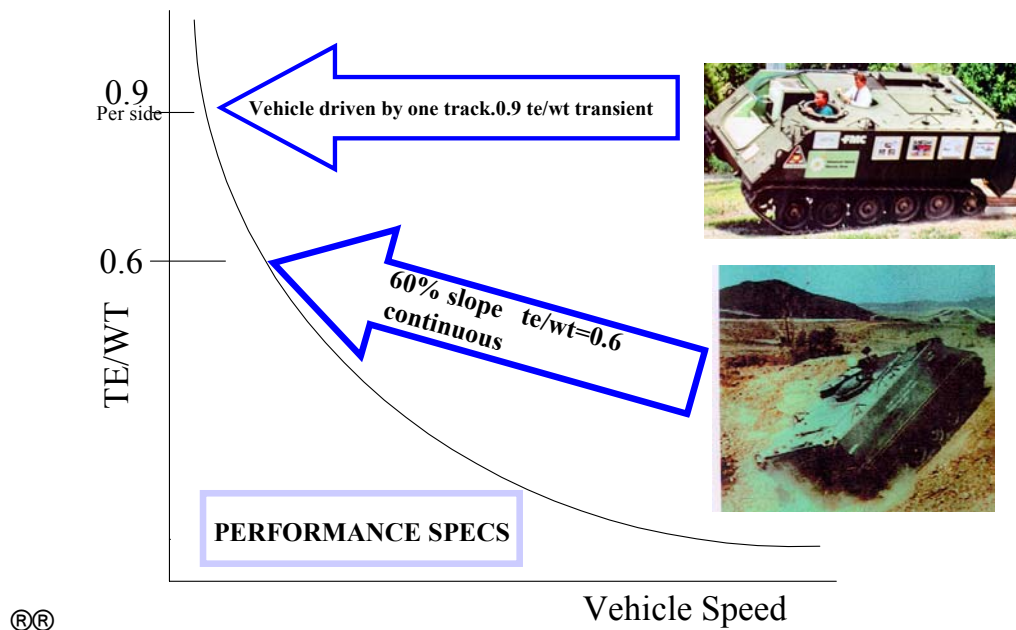 0.9
Per side
Vehicle driven by one track.0.9 te/wt transient
0.6
60% slope te/wt=0.6
continuous
TE/WT
PERFORMANCE SPECS
Vehicle Speed
®®